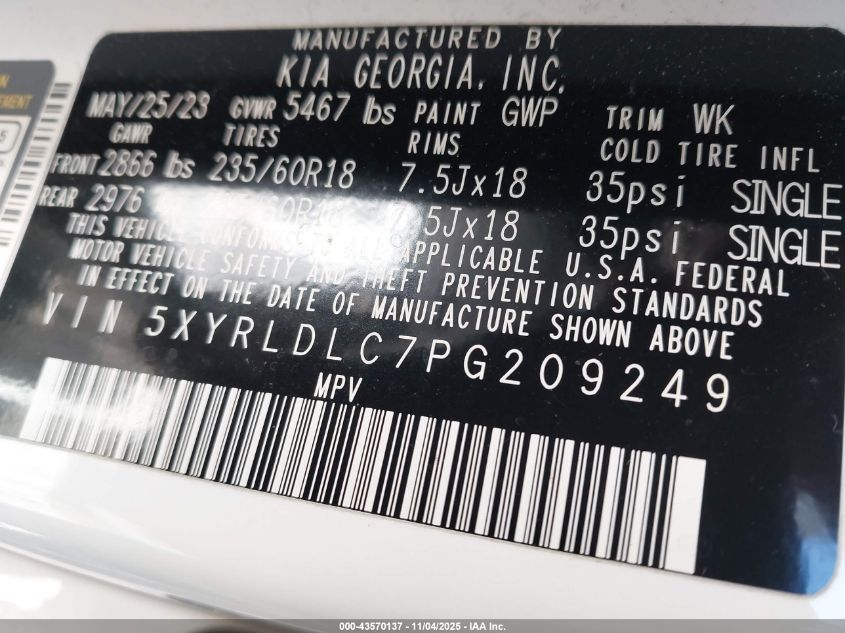 MANUFACTURED BY
KIA GEORGIA, INC.
MAY/25/23 GVWR 5467 lbs PAINT GWP TRIM WK
GAWR TIRES RIMS COLD TIRE INFL
FRONT 2866 lbs 235/60R18 7.5Jx18 35psi SINGLE
REAR 2976 7.5Jx18 35psi SINGLE
THIS VEHICLE CONFORMS APPLICABLE U.S.A. FEDERAL
MOTOR VEHICLE SAFETY AND THEFT PREVENTION STANDARDS
IN EFFECT ON THE DATE OF MANUFACTURE SHOWN ABOVE
VIN 5XYRLDLC7PG209249
MPV
000-43570137 - 11/04/2025 - IAA Inc.